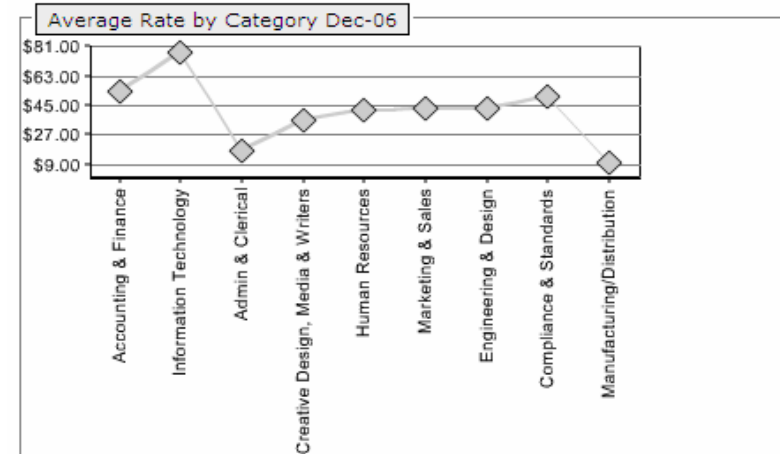 Average Rate by Category Dec-06
$81.00
$63.00
$45.00
$27.00
$9.00
Accounting & Finance
Information Technology
Admin & Clerical
Creative Design, Media & Writers
Human Resources
Marketing & Sales
Engineering & Design
Compliance & Standards
Manufacturing/Distribution